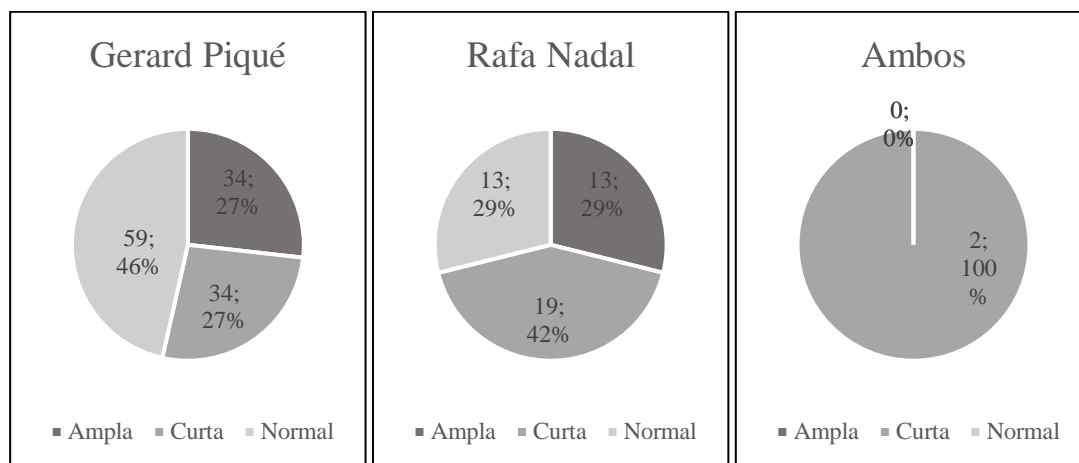 Gerard Piqué
34;
27%
59;
46%
34;
27%
Ampla Curta Normal
Rafa Nadal
13;
29%
13;
29%
19;
42%
Ampla Curta Normal
Ambos
0;
0%
2;
100
%
Ampla Curta Normal